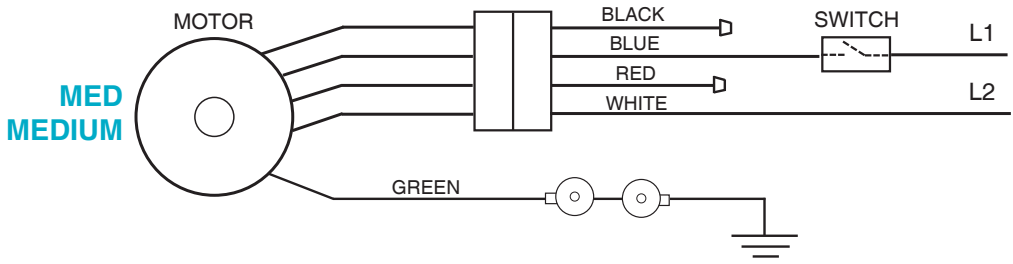 MOTOR
BLACK
SWITCH
L1
BLUE
RED
L2
WHITE
MED
MEDIUM
GREEN